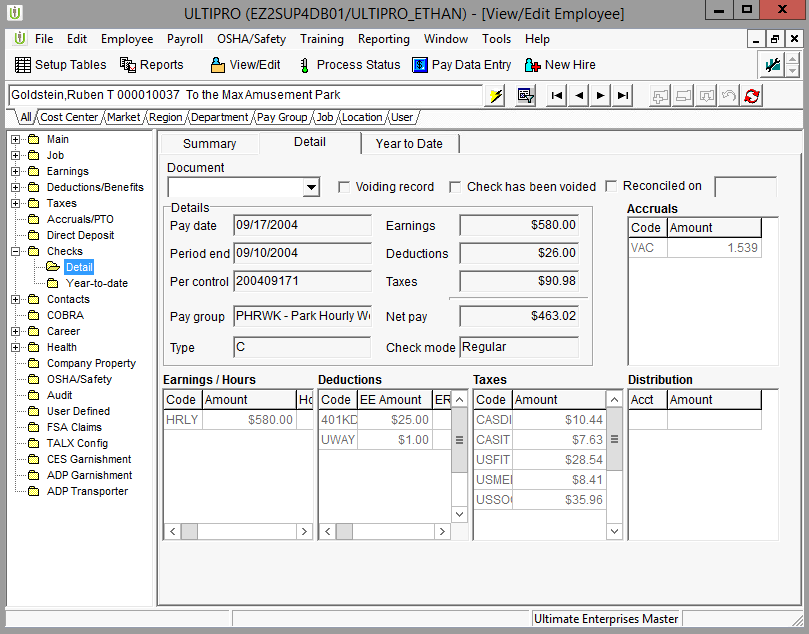 ULTIPRO (EZ2SUP4DB01/ULTIPRO_ETHAN) - [View/Edit Employee]
File Edit Employee Payroll OSHA/Safety Training Reporting Window Tools Help
Setup Tables Reports View/Edit Process Status Pay Data Entry New Hire
Goldstein,Ruben T 000010037 To the Max Amusement Park
All Cost Center Market Region Department Pay Group Job Location User
Main
Job
Earnings
Deductions/Benefits
Taxes
Accruals/PTO
Direct Deposit
Checks
Detail
Year-to-date
Contacts
COBRA
Career
Health
Company Property
OSHA/Safety
Audit
User Defined
FSA Claims
TALX Config
CES Garnishment
ADP Garnishment
ADP Transporter
Summary Detail Year to Date
Document
Voiding record Check has been voided Reconciled on
Details
Pay date 09/17/2004 Earnings $580.00
Period end 09/10/2004 Deductions $26.00
Per control 200409171 Taxes $90.98
Pay group PHRWK - Park Hourly We Net pay $463.02
Type C Check mode Regular
Accruals
Code Amount
VAC 1.539
Earnings / Hours
Code Amount Ho
HRLY $580.00
Deductions
Code EE Amount ER
401KD $25.00
UWAY $1.00
Taxes
Code Amount
CASDI $10.44
CASIT $7.63
USFIT $28.54
USMEI $8.41
USSOC $35.96
Distribution
Acct Amount
Ultimate Enterprises Master